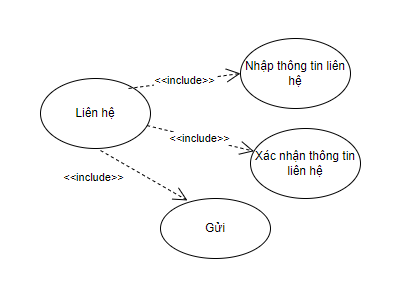 Nhập thông tin liên
hệ
<<include>>
Liên hệ
<<include>>
Xác nhận thông tin
liên hệ
<<include>>
Gửi